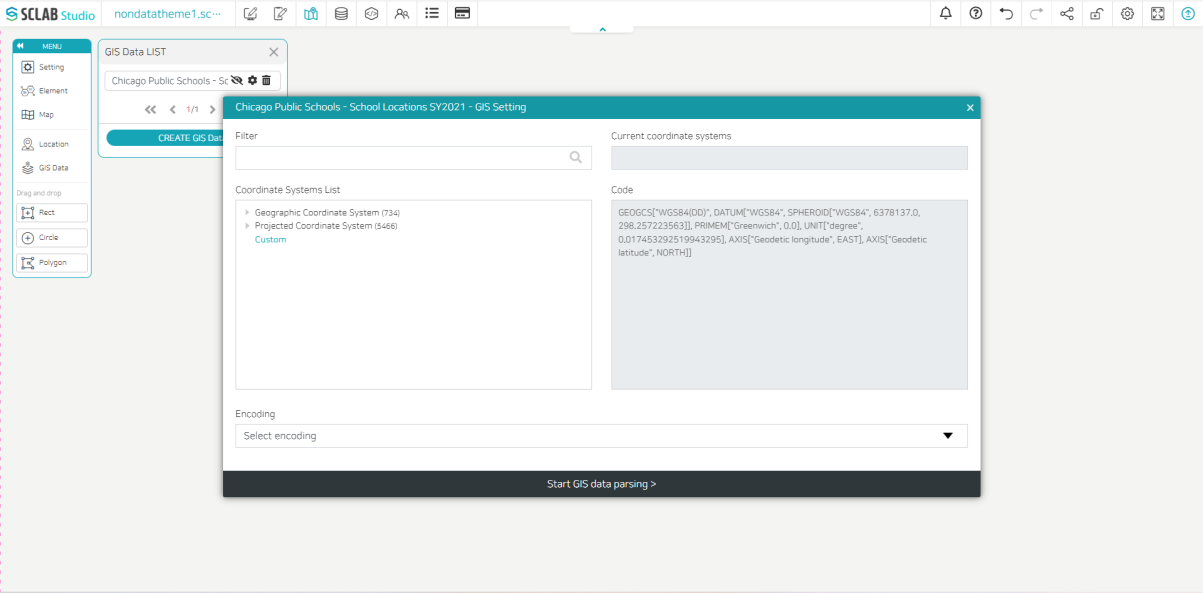 SCLAB Studio
nondatatheme1.sc···
MENU
Setting
Element
Map
Location
GIS Data
Drag and drop
Rect
Circle
Polygon
GIS Data LIST
Chicago Public Schools - Sc
1/1
CREATE GIS Dat
Chicago Public Schools - School Locations SY2021 - GIS Setting
Filter
Coordinate Systems List
Geographic Coordinate System (734)
Projected Coordinate System (5466)
Custom
Current coordinate systems
Code
GEOGCS["WGS84(DD)", DATUM["WGS84", SPHEROID["WGS84", 6378137.0,
298.257223563]], PRIMEM["Greenwich", 0.0], UNIT["degree",
0.017453292519943295], AXIS["Geodetic longitude", EAST], AXIS["Geodetic
latitude", NORTH]]
Encoding
Select encoding
Start GIS data parsing >